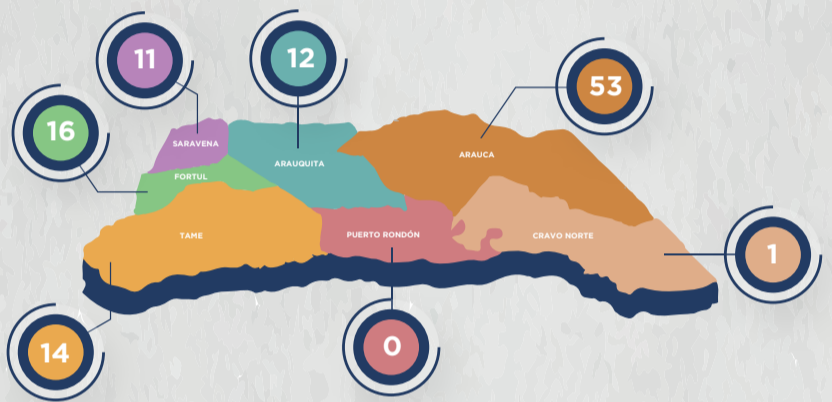 11
12
53
16
SARAVENA
ARAUQUITA
ARAUCA
FORTUL
TAME
PUERTO RONDÓN
CRAVO NORTE
1
14
0